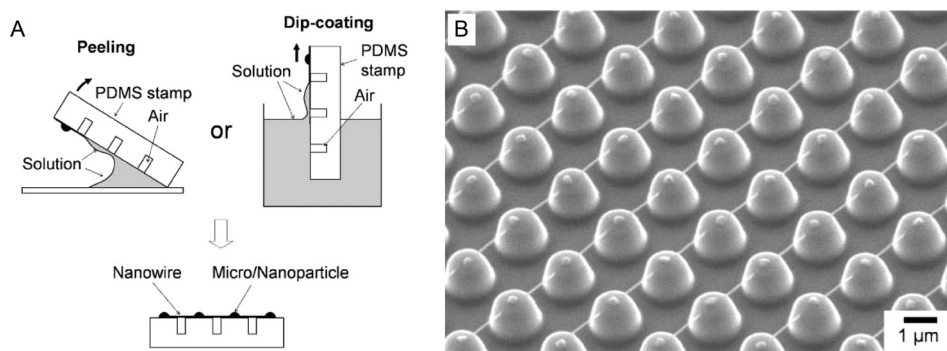 A
Peeling
PDMS stamp
Air
Solution
or
Dip-coating
Solution
PDMS
stamp
Air
Nanowire
Micro/Nanoparticle
B
1 µm